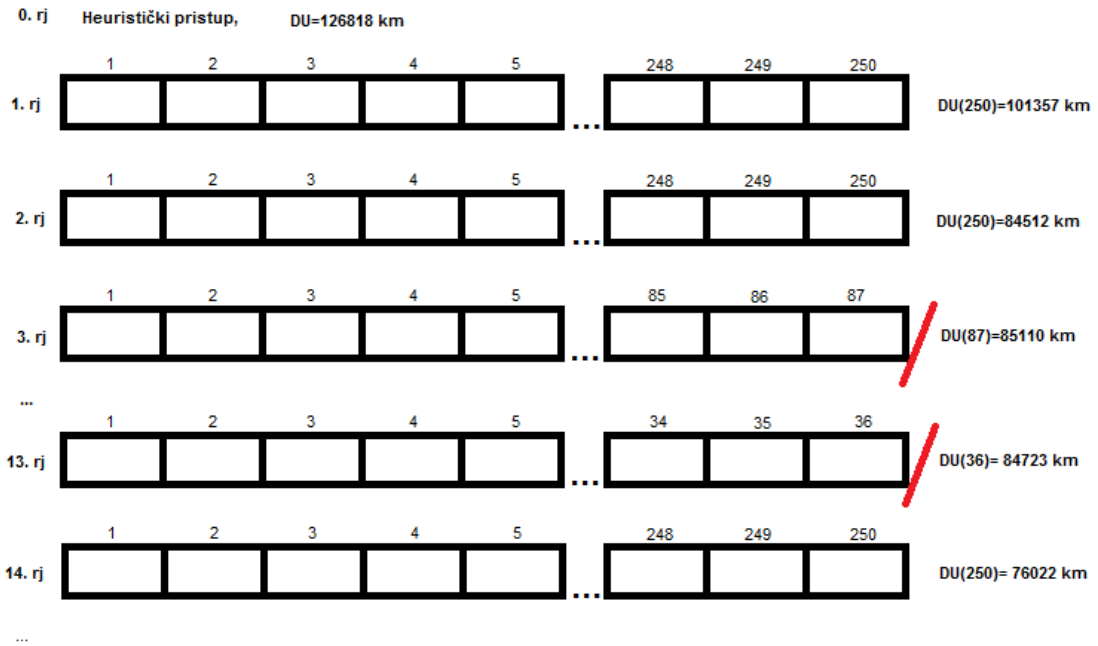 0. rj Heuristički pristup, DU=126818 km
1 2 3 4 5 248 249 250
1. rj ... DU(250)=101357 km
1 2 3 4 5 248 249 250
2. rj ... DU(250)=84512 km
1 2 3 4 5 85 86 87
3. rj ... DU(87)=85110 km
...
1 2 3 4 5 34 35 36
13. rj ... DU(36)= 84723 km
1 2 3 4 5 248 249 250
14. rj ... DU(250)= 76022 km
...